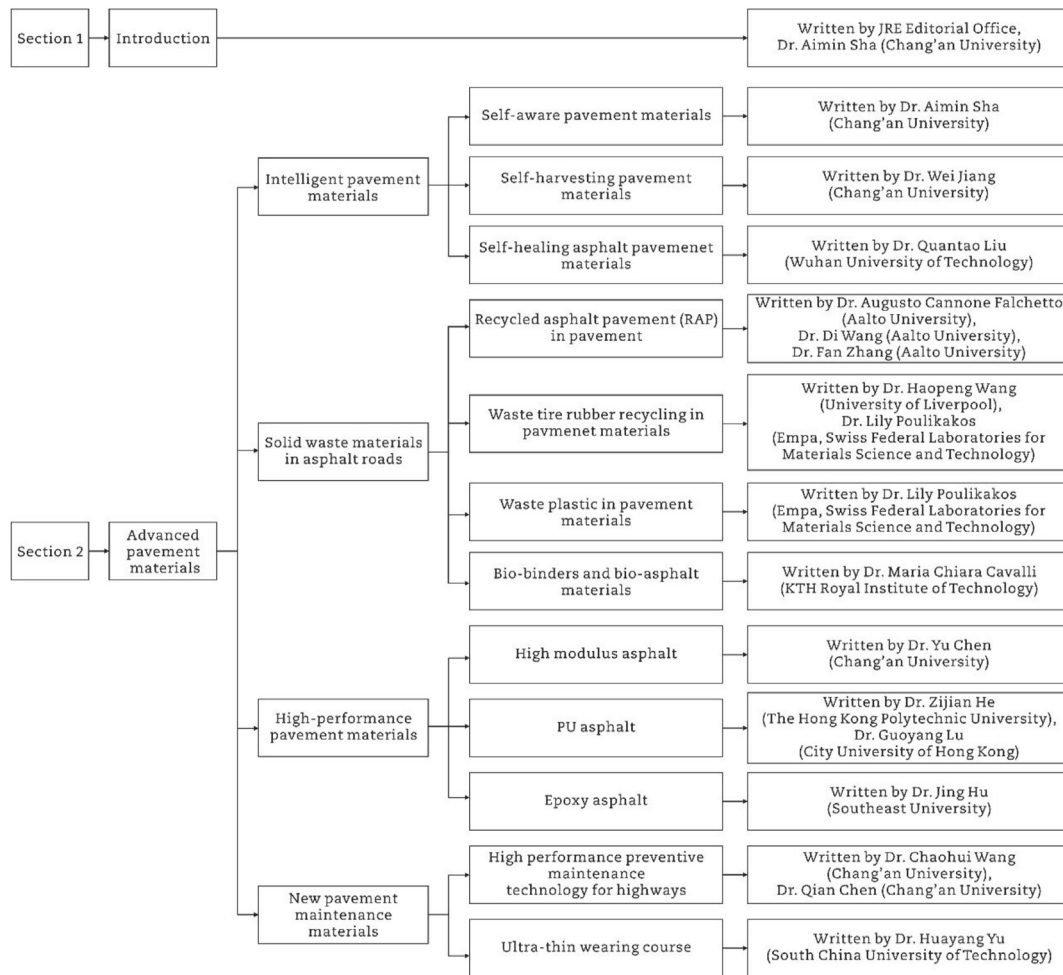 Section 1
Introduction
Written by JRE Editorial Office,
Dr. Aimin Sha (Chang'an University)
Section 2
Advanced
pavement
materials
Intelligent pavement
materials
Self-aware pavement materials
Written by Dr. Aimin Sha
(Chang'an University)
Self-harvesting pavement
materials
Written by Dr. Wei Jiang
(Chang'an University)
Self-healing asphalt pavemenet
materials
Written by Dr. Quantao Liu
(Wuhan University of Technology)
Solid waste materials
in asphalt roads
Recycled asphalt pavement (RAP)
in pavement
Written by Dr. Augusto Cannone Falchetto
(Aalto University),
Dr. Di Wang (Aalto University),
Dr. Fan Zhang (Aalto University)
Waste tire rubber recycling in
pavmenet materials
Written by Dr. Haopeng Wang
(University of Liverpool),
Dr. Lily Poulikakos
(Empa, Swiss Federal Laboratories for
Materials Science and Technology)
Waste plastic in pavement
materials
Written by Dr. Lily Poulikakos
(Empa, Swiss Federal Laboratories for
Materials Science and Technology)
Bio-binders and bio-asphalt
materials
Written by Dr. Maria Chiara Cavalli
(KTH Royal Institute of Technology)
High-performance
pavement materials
High modulus asphalt
Written by Dr. Yu Chen
(Chang'an University)
PU asphalt
Written by Dr. Zijian He
(The Hong Kong Polytechnic University),
Dr. Guoyang Lu
(City University of Hong Kong)
Epoxy asphalt
Written by Dr. Jing Hu
(Southeast University)
New pavement
maintenance
materials
High performance preventive
maintenance
technology for highways
Written by Dr. Chaohui Wang
(Chang'an University),
Dr. Qian Chen (Chang'an University)
Ultra-thin wearing course
Written by Dr. Huayang Yu
(South China University of Technology)